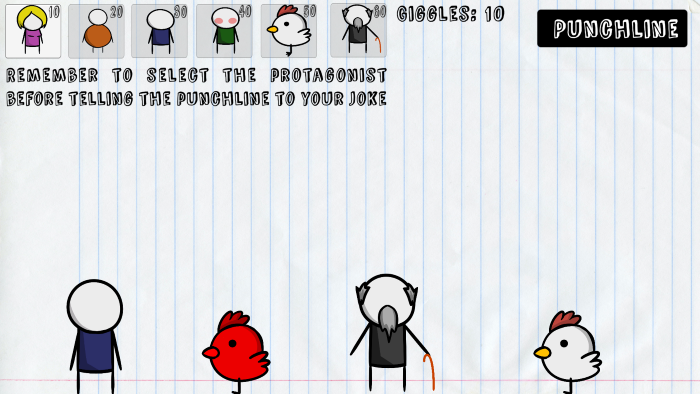 10 20 30 40 50 80 GIGGLES: 10 PUNCHLINE
REMEMBER TO SELECT THE PROTAGONIST
BEFORE TELLING THE PUNCHLINE TO YOUR JOKE